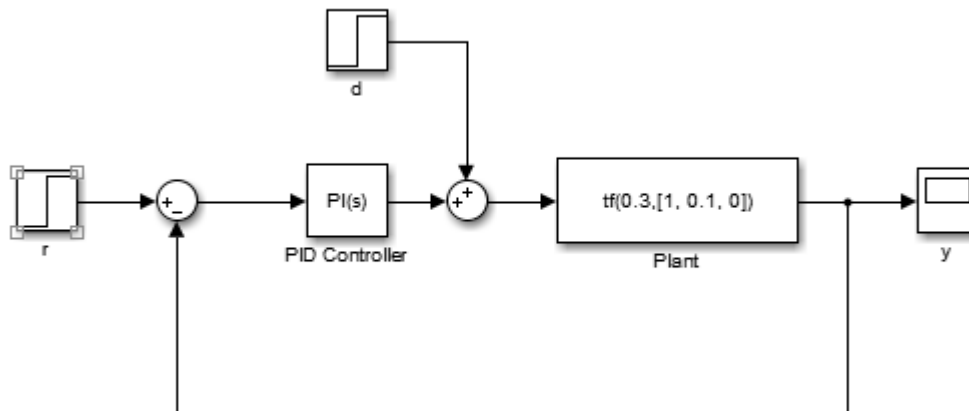 d
r
PI(s)
PID Controller
tf(0.3,[1, 0.1, 0])
Plant
y